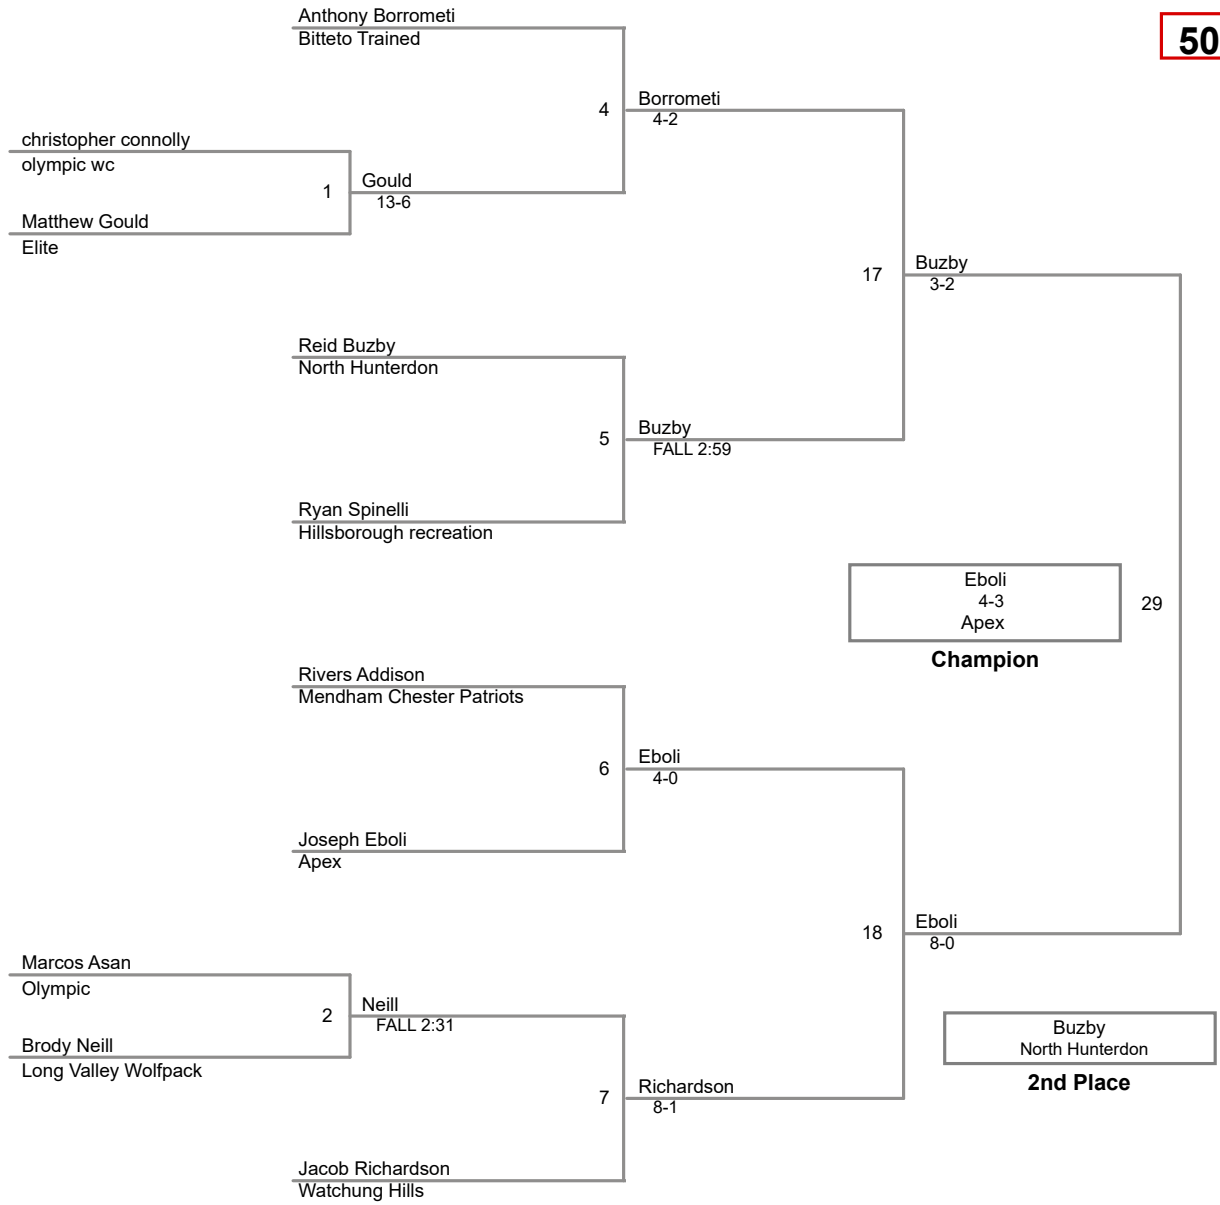 Anthony Borrometi
Bitteto Trained
50
4
Borrometi
4-2
christopher connolly
olympic wc
1
Gould
13-6
Matthew Gould
Elite
17
Buzby
3-2
Reid Buzby
North Hunterdon
5
Buzby
FALL 2:59
Ryan Spinelli
Hillsborough recreation
Eboli
4-3
Apex
29
Champion
Rivers Addison
Mendham Chester Patriots
6
Eboli
4-0
Joseph Eboli
Apex
18
Eboli
8-0
Marcos Asan
Olympic
2
Neill
FALL 2:31
Brody Neill
Long Valley Wolfpack
Buzby
North Hunterdon
2nd Place
7
Richardson
8-1
Jacob Richardson
Watchung Hills